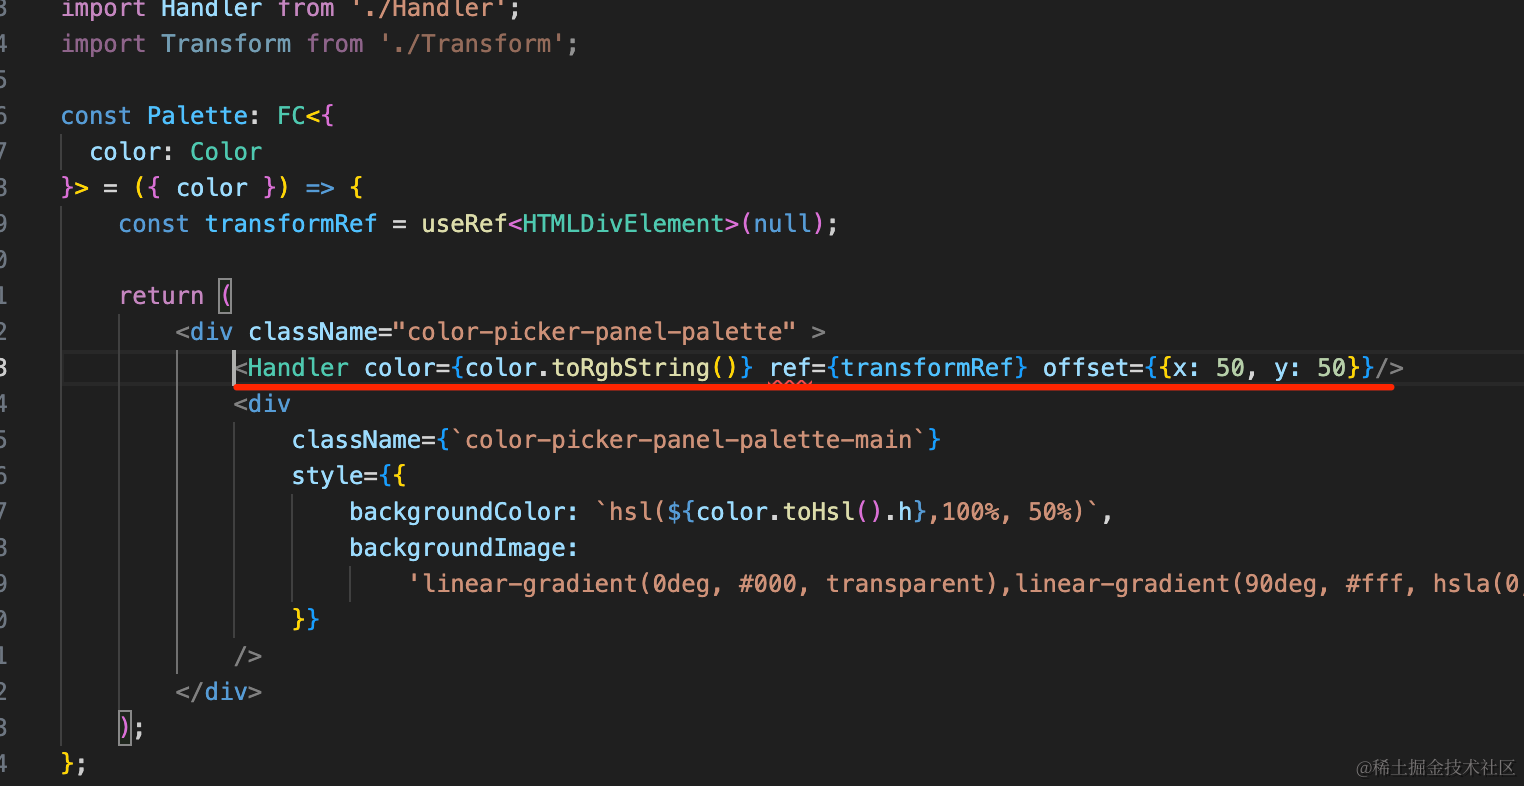 3 import Handler from './Handler';
4 import Transform from './Transform';
5
6 const Palette: FC<{
7 color: Color
8 }> = ({ color }) => {
9 const transformRef = useRef<HTMLDivElement>(null);
0
1 return (
2 <div className="color-picker-panel-palette" >
3 <Handler color={color.toRgbString()} ref={transformRef} offset={{x: 50, y: 50}}/>
4 <div
5 className={`color-picker-panel-palette-main`}
6 style={{
7 backgroundColor: `hsl(${color.toHsl().h},100%, 50%)`,
8 backgroundImage:
9 'linear-gradient(0deg, #000, transparent),linear-gradient(90deg, #fff, hsla(0,
0 }}
1 />
2 </div>
3 );
4 };
@稀土掘金技术社区